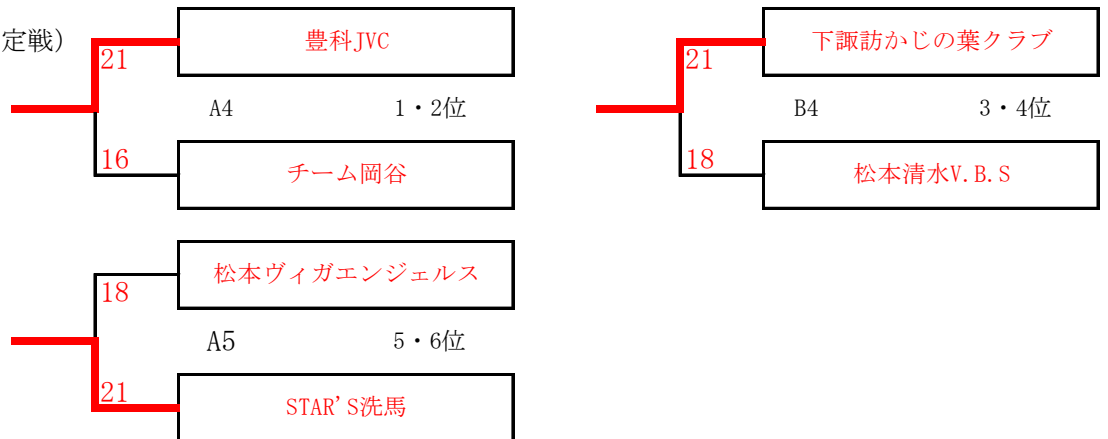 定戦）
豊科JVC
21
A4 1・2位
16
チーム岡谷
下諏訪かじの葉クラブ
21
B4 3・4位
18
松本清水V.B.S
松本ヴィガエンジェルス
18
A5 5・6位
21
STAR'S洗馬